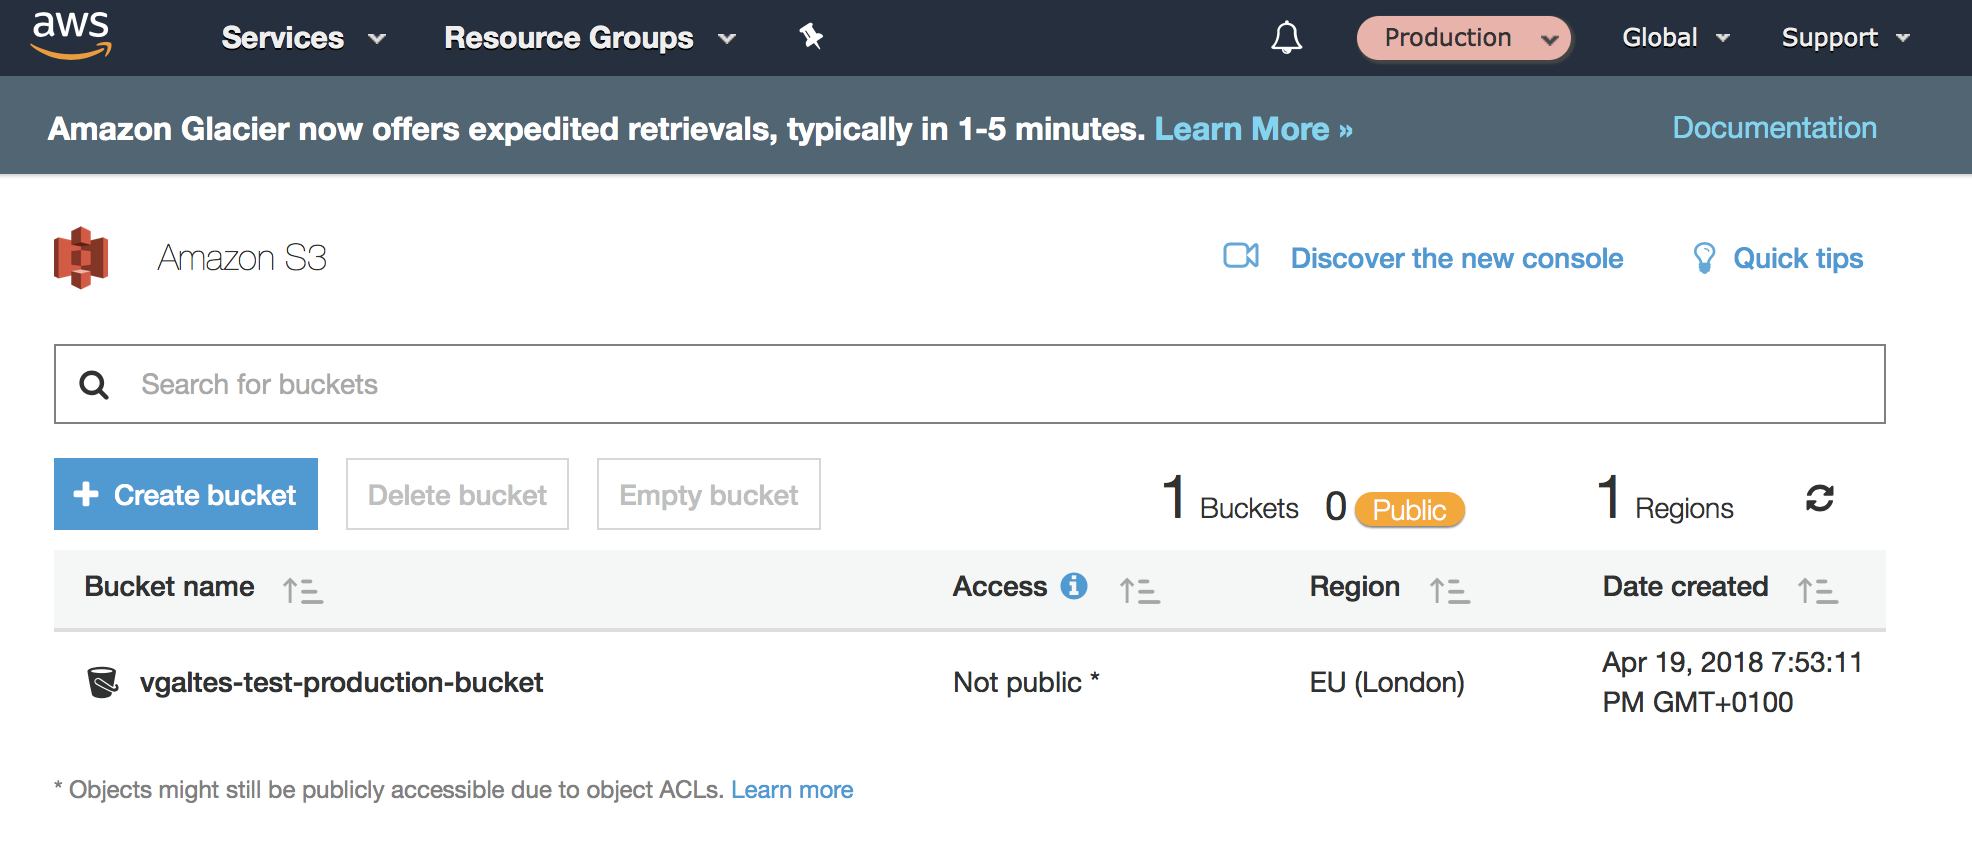 aws Services Resource Groups Production Global Support
Amazon Glacier now offers expedited retrievals, typically in 1-5 minutes. Learn More » Documentation
Amazon S3 Discover the new console Quick tips
Search for buckets
+ Create bucket Delete bucket Empty bucket 1 Buckets 0 Public 1 Regions
Bucket name Access i Region Date created
vgaltes-test-production-bucket Not public * EU (London) Apr 19, 2018 7:53:11
PM GMT+0100
* Objects might still be publicly accessible due to object ACLs. Learn more